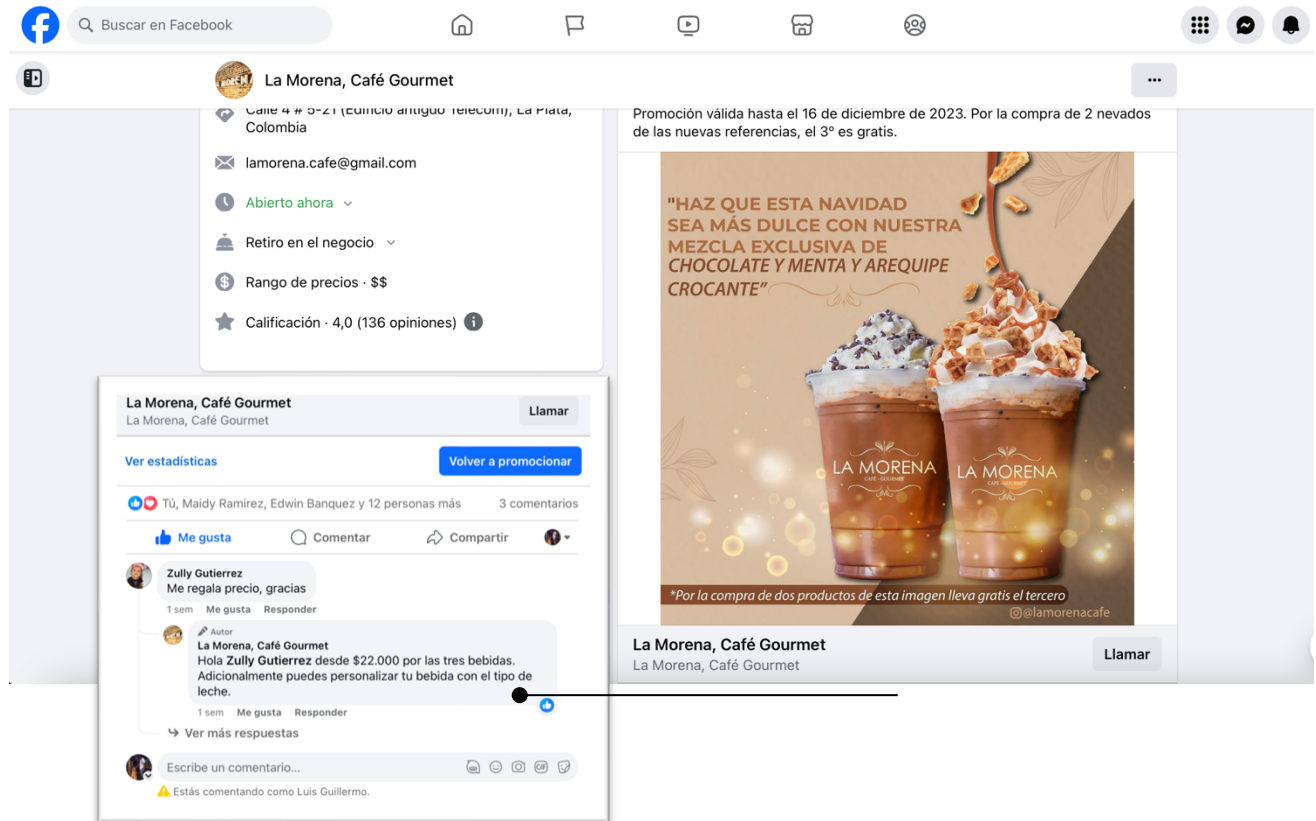 Buscar en Facebook
La Morena, Café Gourmet
Calle 4 # 5-21 (Edificio antiguo Telecom), La Plata,
Colombia
lamorena.cafe@gmail.com
Abierto ahora
Retiro en el negocio
Rango de precios · $$
Calificación · 4,0 (136 opiniones)
Promoción válida hasta el 16 de diciembre de 2023. Por la compra de 2 nevados
de las nuevas referencias, el 3º es gratis.
"HAZ QUE ESTA NAVIDAD
SEA MÁS DULCE CON NUESTRA
MEZCLA EXCLUSIVA DE
CHOCOLATE Y MENTA Y AREQUIPE
CROCANTE”
LA MORENA
CAFÉ - GOURMET
LA MORENA
CAFÉ - GOURMET
*Por la compra de dos productos de esta imagen lleva gratis el tercero
@lamorenacafe
La Morena, Café Gourmet
La Morena, Café Gourmet
Llamar
La Morena, Café Gourmet
La Morena, Café Gourmet
Llamar
Ver estadísticas
Volver a promocionar
Tú, Maidy Ramirez, Edwin Banquez y 12 personas más
3 comentarios
Me gusta
Comentar
Compartir
Zully Gutierrez
Me regala precio, gracias
1 sem Me gusta Responder
Autor
La Morena, Café Gourmet
Hola Zully Gutierrez desde $22.000 por las tres bebidas.
Adicionalmente puedes personalizar tu bebida con el tipo de
leche.
1 sem Me gusta Responder
Ver más respuestas
Escribe un comentario...
GIF
Estás comentando como Luis Guillermo.